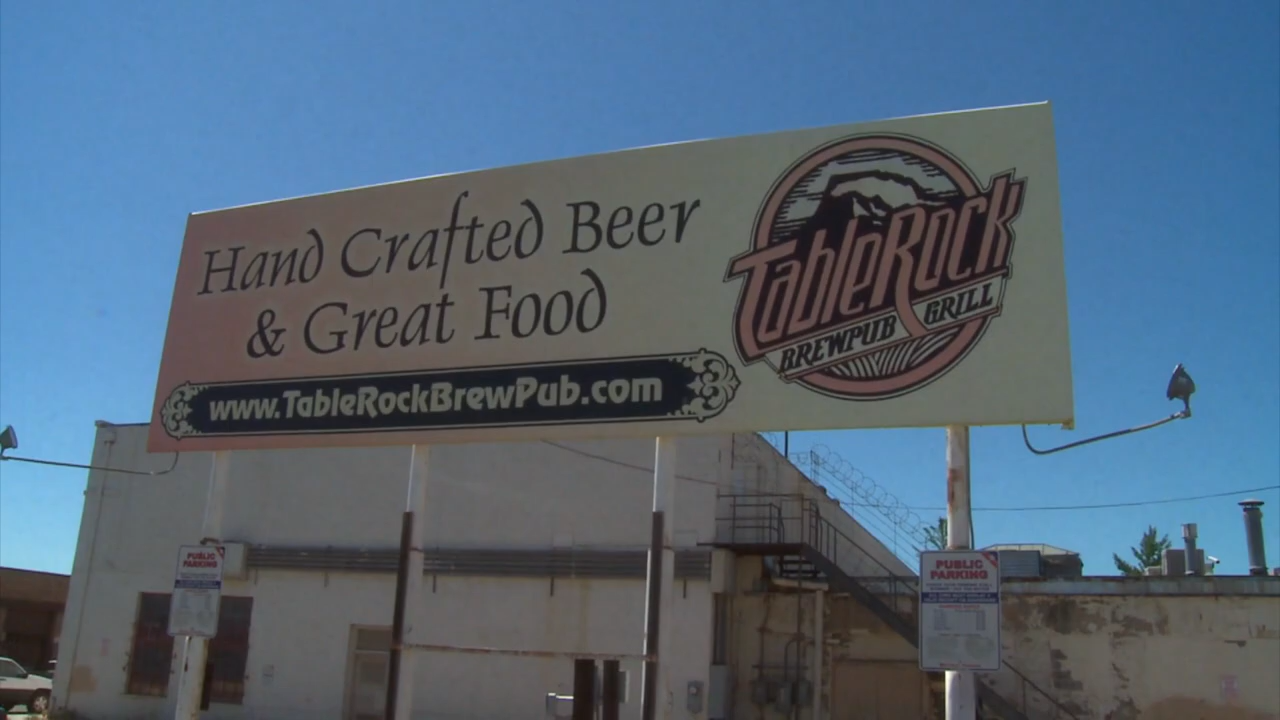 Hand Crafted Beer
& Great Food
www.TableRockBrewPub.com
TableRock
BREWPUB GRILL
PUBLIC
PARKING
PUBLIC
PARKING